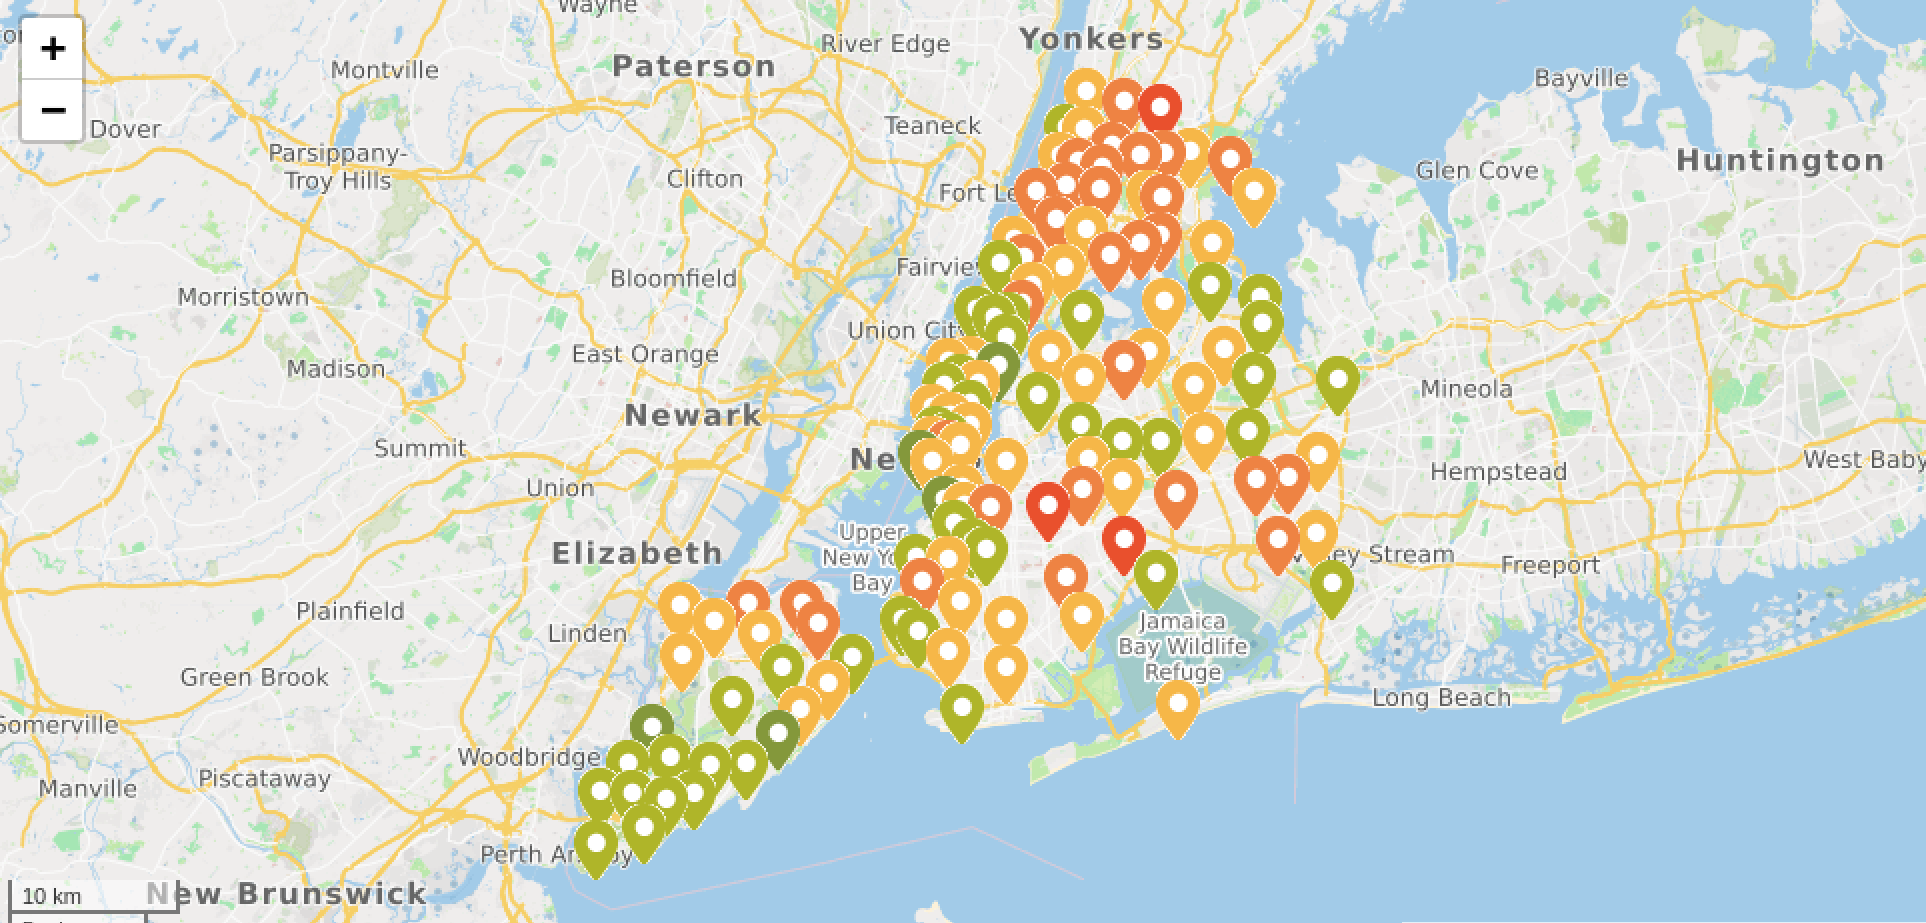 Wayne
+
Yonkers
River Edge
Paterson
Montville
Bayville
−
Dover
Teaneck
Parsippany-
Troy Hills
Huntington
Glen Cove
Clifton
Fort Le
Bloomfield
Fairvie
Morristown
Union City
East Orange
Madison
Mineola
Newark
Summit
Ne
West Baby
Hempstead
Union
Upper
New Yo
Bay
Elizabeth
ey Stream
Freeport
Plainfield
Linden
Jamaica
Bay Wildlife
Refuge
Green Brook
Long Beach
Somerville
Woodbridge
Piscataway
Manville
Perth Am
y
10 km
New Brunswick